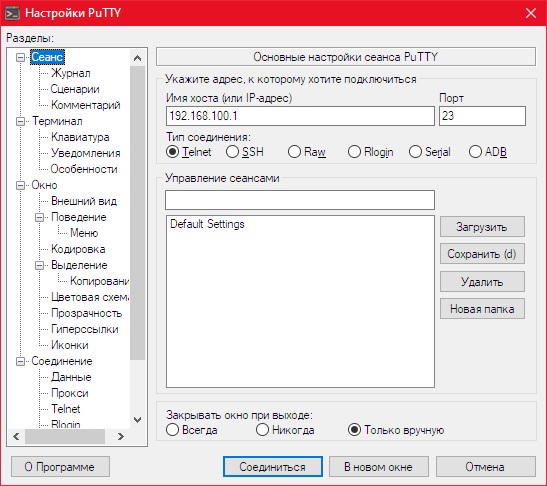 Настройки PuTTY
Разделы:
Сеанс
Журнал
Сценарии
Комментарий
Терминал
Клавиатура
Уведомления
Особенности
Окно
Внешний вид
Поведение
Меню
Кодировка
Выделение
Копировани
Цветовая схема
Прозрачность
Гиперссылки
Иконки
Соединение
Данные
Прокси
Telnet
Rlogin
Основные настройки сеанса PuTTY
Укажите адрес, к которому хотите подключиться
Имя хоста (или IP-адрес) Порт
192.168.100.1 23
Тип соединения:
Telnet SSH Raw Rlogin Serial ADB
Управление сеансами
Default Settings
Загрузить
Сохранить (d)
Удалить
Новая папка
Закрывать окно при выходе:
Всегда Никогда Только вручную
О Программе Соединиться В новом окне Отмена